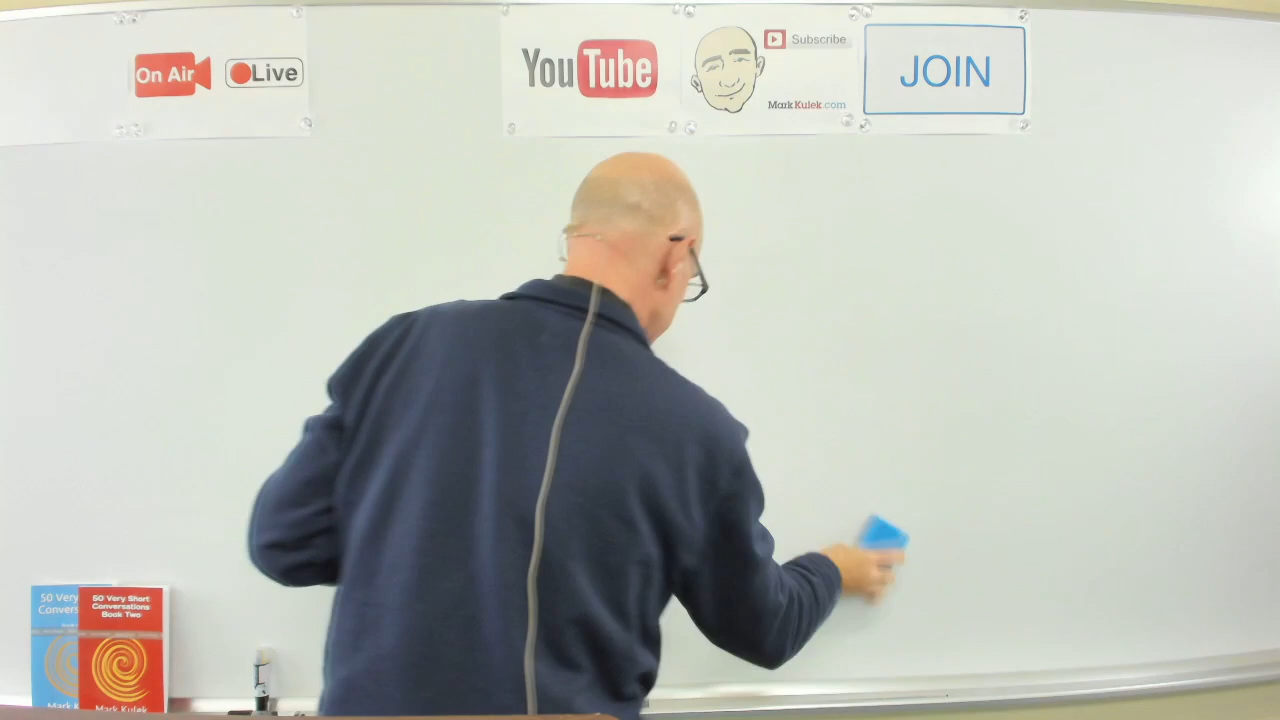 On Air
Live
YouTube
Subscribe
MarkKulek.com
JOIN
50 Very
Convers
50 Very Short
Conversations
Book Two
Mark K
Mark Kulek